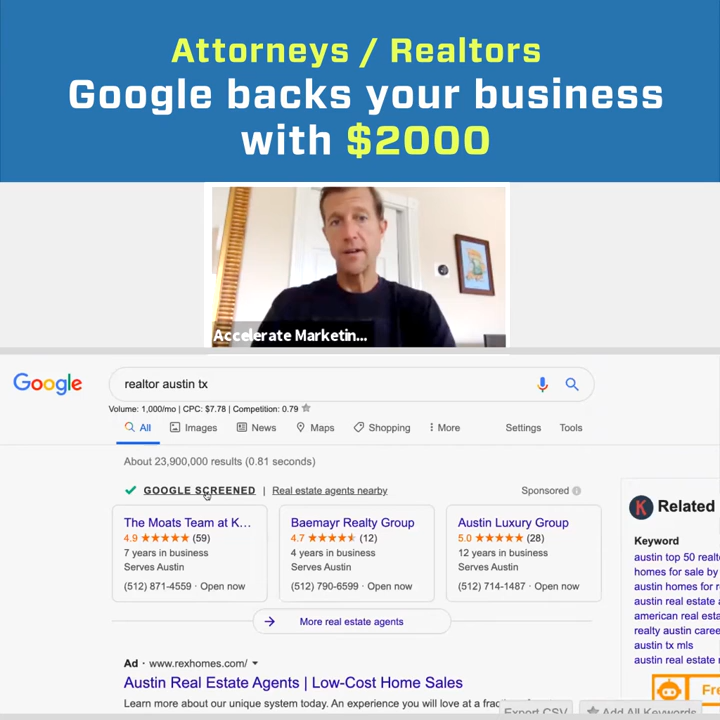 Attorneys / Realtors
Google backs your business
with $2000
Accelerate Marketin...
Google
realtor austin tx
Volume: 1,000/mo | CPC: $7.78 | Competition: 0.79
All Images News Maps Shopping More Settings Tools
About 23,900,000 results (0.81 seconds)
GOOGLE SCREENED | Real estate agents nearby Sponsored
The Moats Team at K...
4.9 (59)
7 years in business
Serves Austin
(512) 871-4559 · Open now
Baemayr Realty Group
4.7 (12)
4 years in business
Serves Austin
(512) 790-6599 · Open now
Austin Luxury Group
5.0 (28)
12 years in business
Serves Austin
(512) 714-1487 · Open now
More real estate agents
Ad · www.rexhomes.com/
Austin Real Estate Agents | Low-Cost Home Sales
Learn more about our unique system today. An experience you will love at a frac
K Related
Keyword
austin top 50 realt
homes for sale by
austin homes for r
austin real estate a
american real esta
realty austin caree
austin tx mls
austin real estate
Fre
Export CSV
Add All Keywords